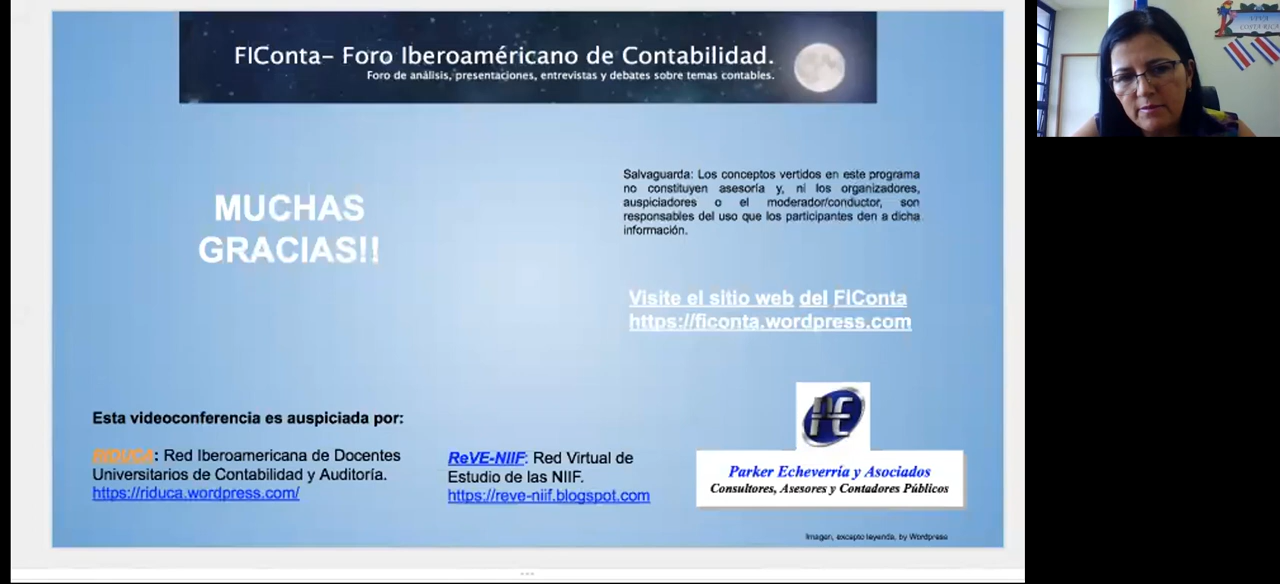 FIConta– Foro Iberoaméricano de Contabilidad.
Foro de análisis, presentaciones, entrevistas y debates sobre temas contables.
VIVA
COSTA RICA
MUCHAS
GRACIAS!!
Salvaguarda: Los conceptos vertidos en este programa
no constituyen asesoría y, ni los organizadores,
auspiciadores o el moderador/conductor, son
responsables del uso que los participantes den a dicha
información.
Visite el sitio web del FIConta
https://ficonta.wordpress.com
Esta videoconferencia es auspiciada por:
RIDUCA: Red Iberoamericana de Docentes
Universitarios de Contabilidad y Auditoría.
https://riduca.wordpress.com/
ReVE-NIIF: Red Virtual de
Estudio de las NIIF.
https://reve-niif.blogspot.com
Parker Echeverría y Asociados
Consultores, Asesores y Contadores Públicos
Imagen, excepto leyenda, by Wordpress